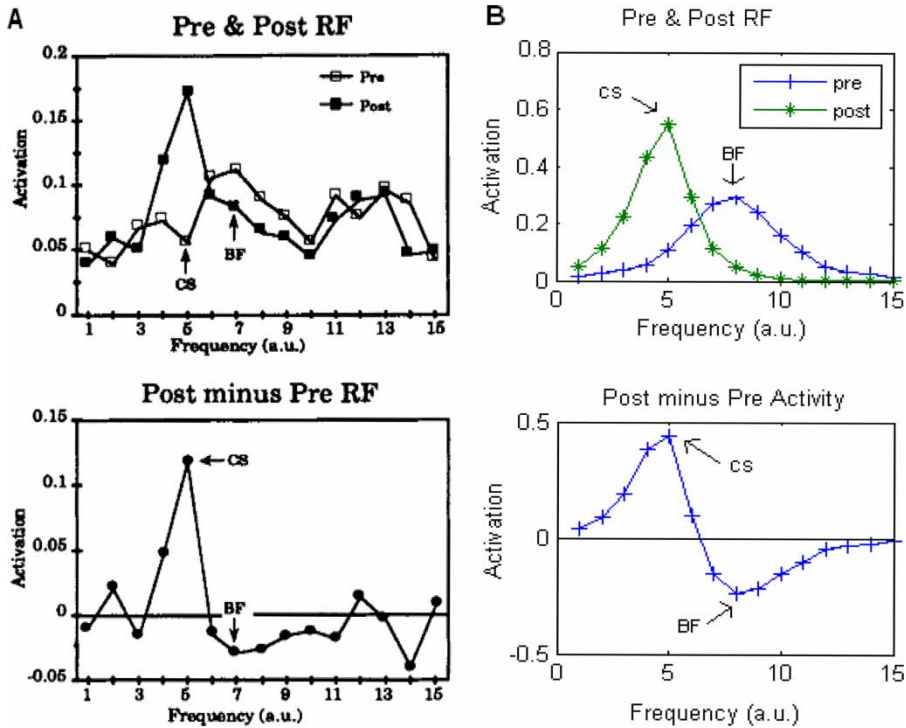 A
Pre & Post RF
Activation
0.2
0.15
0.1
0.05
0
Pre
Post
CS
BF
1 3 5 7 9 11 13 15
Frequency (a.u.)
Post minus Pre RF
Activation
0.15
0.1
0.05
0
-0.05
CS
BF
1 3 5 7 9 11 13 15
Frequency (a.u.)
B
Pre & Post RF
Activation
0.8
0.6
0.4
0.2
0
pre
post
CS
BF
0 5 10 15
Frequency (a.u.)
Post minus Pre Activity
Activation
0.5
0
-0.5
CS
BF
0 5 10 15
Frequency (a.u.)